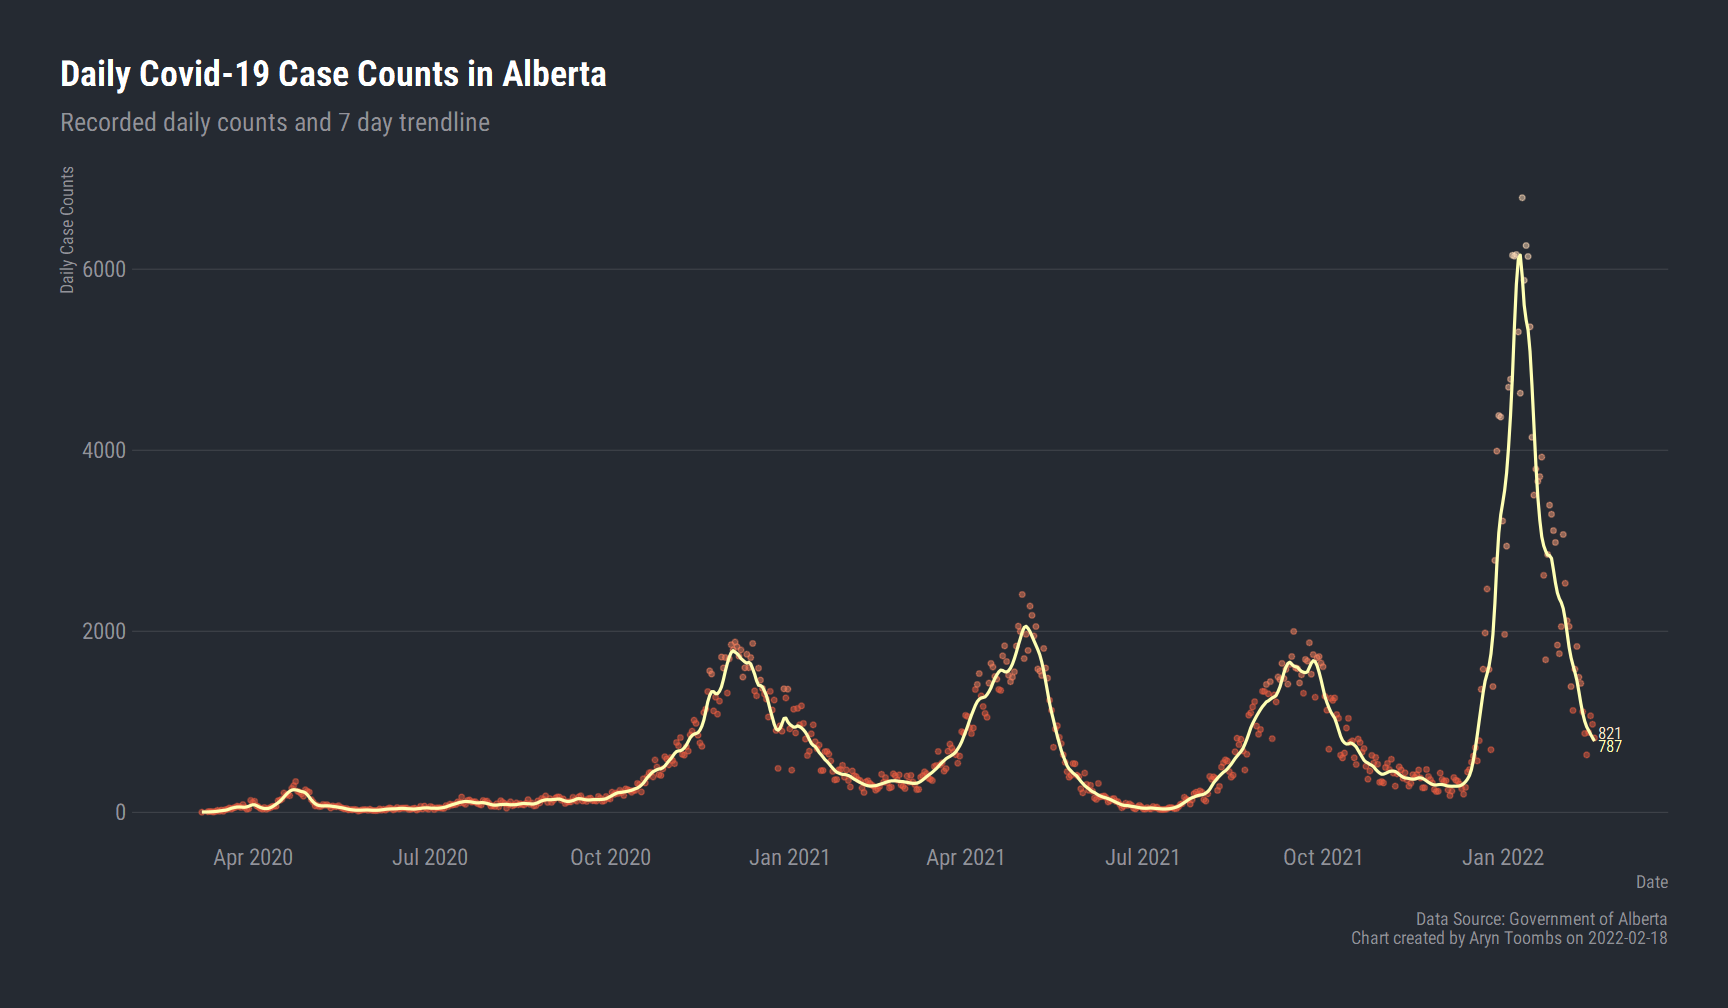 Daily Covid-19 Case Counts in Alberta
Recorded daily counts and 7 day trendline
Daily Case Counts
6000
4000
2000
0
821
787
Apr 2020
Jul 2020
Oct 2020
Jan 2021
Apr 2021
Jul 2021
Oct 2021
Jan 2022
Date
Data Source: Government of Alberta
Chart created by Aryn Toombs on 2022-02-18